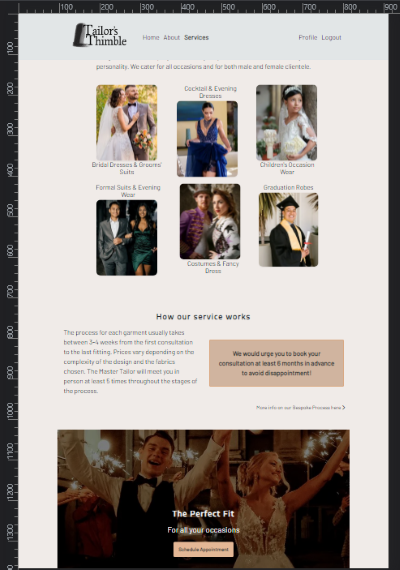 Tailor's
Thimble
Home About Services
Profile Logout
personality. We cater for all occasions and for both male and female clientele.
Cocktail & Evening
Dresses
Bridal Dresses & Grooms'
Suits
Children's Occasion
Wear
Formal Suits & Evening
Wear
Graduation Robes
Costumes & Fancy
Dress
How our service works
The process for each garment usually takes
between 3-4 weeks from the first consultation
to the last fitting. Prices vary depending on the
complexity of the design and the fabrics
chosen. The Master Tailor will meet you in
person at least 5 times throughout the stages of
the process.
We would urge you to book your
consultation at least 6 months in advance
to avoid disappointment!
More info on our Bespoke Process here
The Perfect Fit
For all your occasions
Schedule Appointment
100 200 300 400 500 600 700 800 900
100
200
300
400
500
600
700
800
900
1000
1100
1200
1300